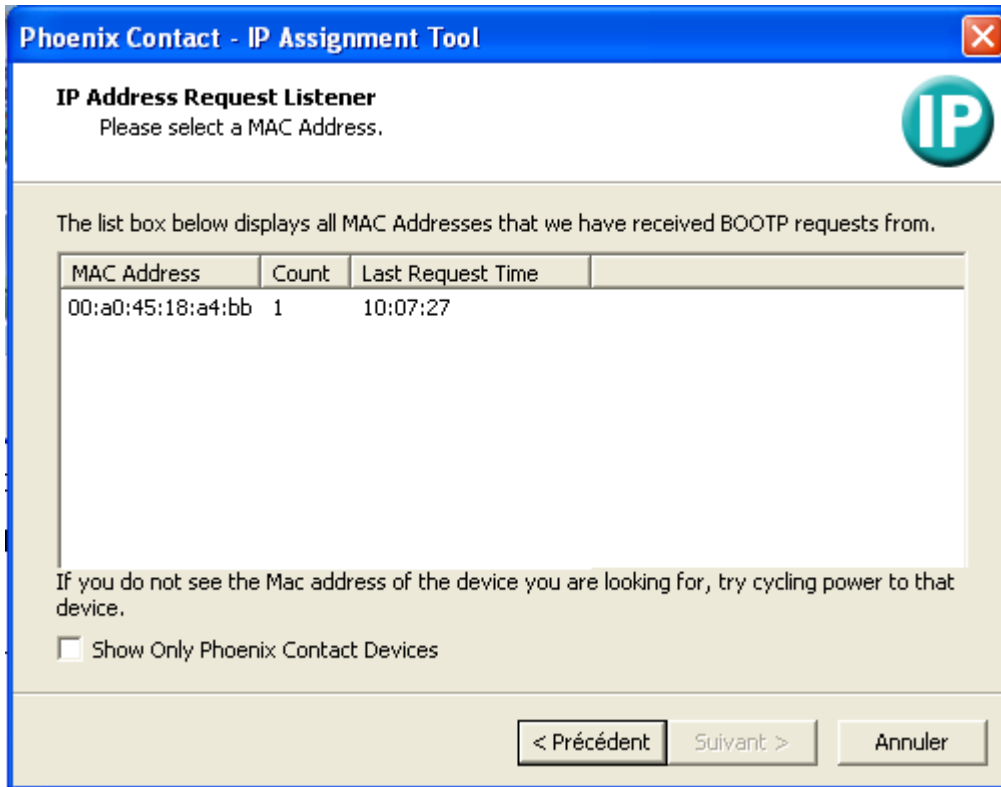 Phoenix Contact - IP Assignment Tool
IP Address Request Listener
Please select a MAC Address.
IP
The list box below displays all MAC Addresses that we have received BOOTP requests from.
MAC Address Count Last Request Time
00:a0:45:18:a4:bb 1 10:07:27
If you do not see the Mac address of the device you are looking for, try cycling power to that
device.
Show Only Phoenix Contact Devices
< Précédent Suivant > Annuler